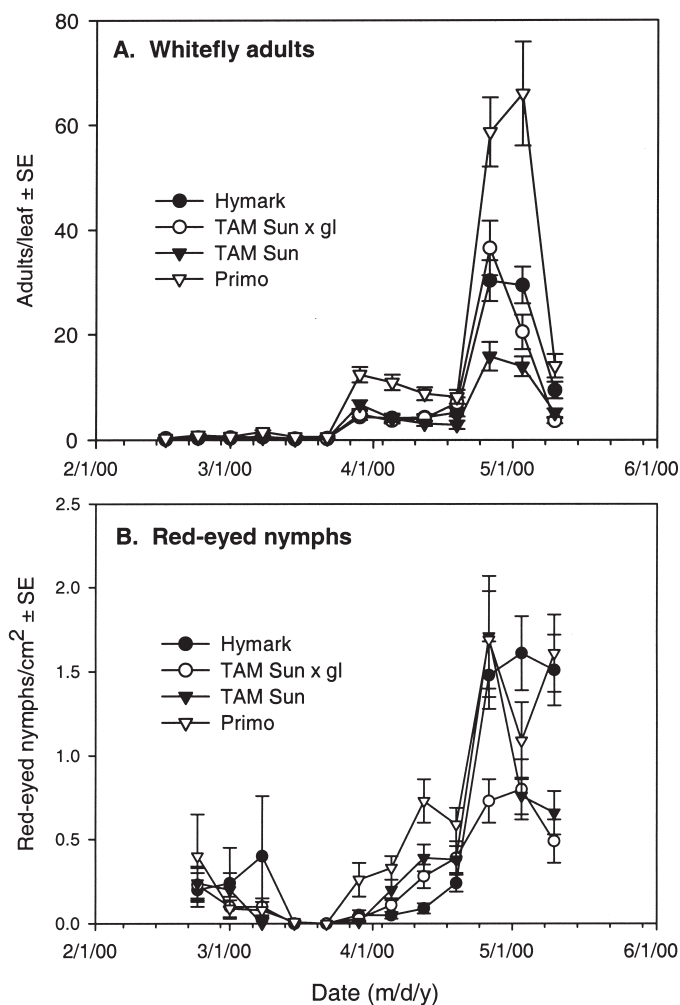 A. Whitefly adults
Adults/leaf ± SE
80
60
40
20
0
Hymark
TAM Sun x gl
TAM Sun
Primo
2/1/00 3/1/00 4/1/00 5/1/00 6/1/00
B. Red-eyed nymphs
Red-eyed nymphs/cm² ± SE
2.5
2.0
1.5
1.0
0.5
0.0
Hymark
TAM Sun x gl
TAM Sun
Primo
2/1/00 3/1/00 4/1/00 5/1/00 6/1/00
Date (m/d/y)